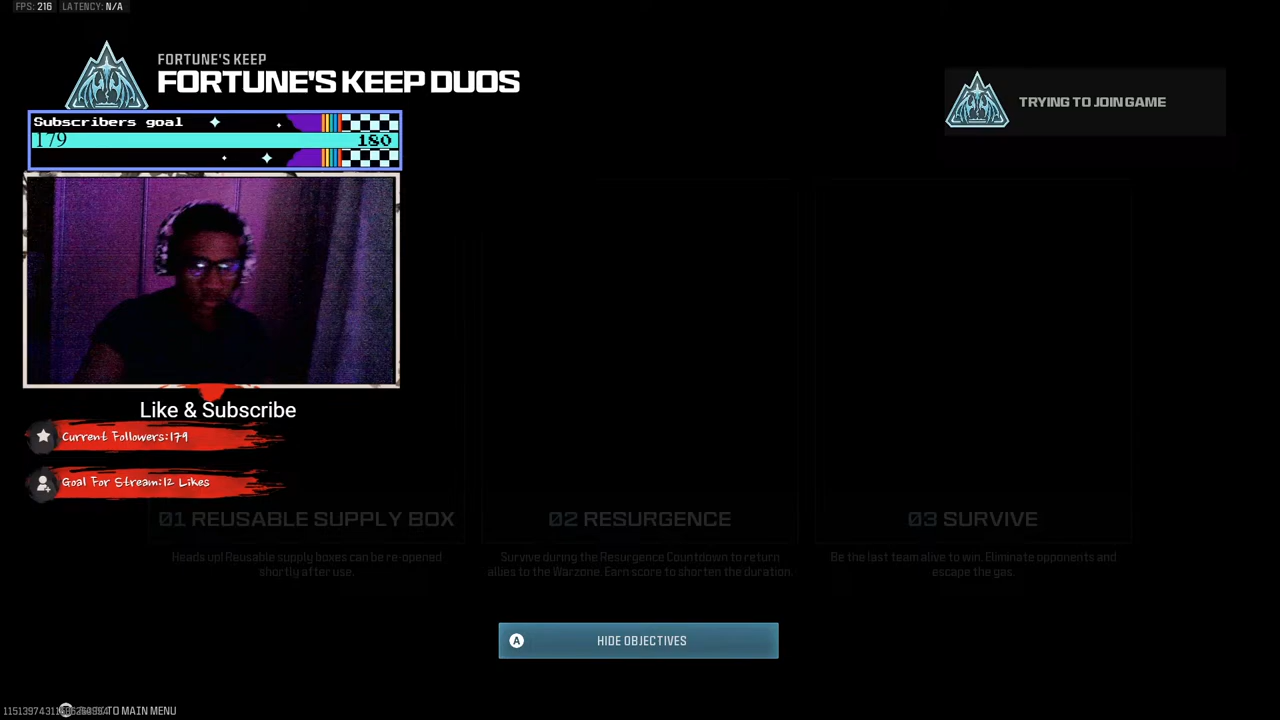 FPS: 216 LATENCY: N/A
FORTUNE'S KEEP
FORTUNE'S KEEP DUOS
TRYING TO JOIN GAME
Subscribers goal
179 180
Like & Subscribe
Current Followers:179
Goal For Stream:12 Likes
01 REUSABLE SUPPLY BOX
Heads up! Reusable supply boxes can be re-opened
shortly after use.
02 RESURGENCE
Survive during the Resurgence Countdown to return
allies to the Warzone. Earn score to shorten the duration.
03 SURVIVE
Be the last team alive to win. Eliminate opponents and
escape the gas.
A HIDE OBJECTIVES
TO MAIN MENU